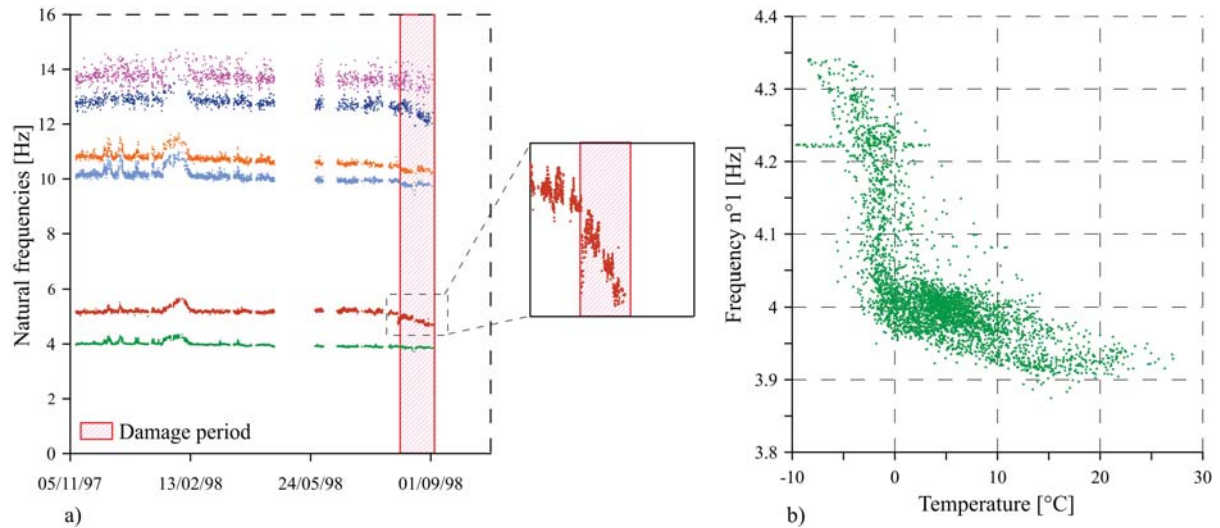 Natural frequencies [Hz]
16
14
12
10
8
6
4
2
0
Damage period
05/11/97 13/02/98 24/05/98 01/09/98
a)
Frequency n°1 [Hz]
4.4
4.3
4.2
4.1
4
3.9
3.8
-10 0 10 20 30
Temperature [°C]
b)